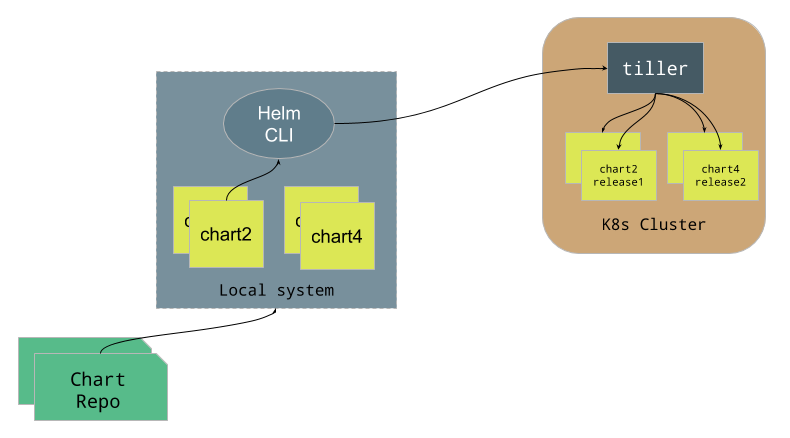 tiller
Helm
CLI
chart2
release1
chart4
release2
chart2
chart4
K8s Cluster
Local system
Chart
Repo